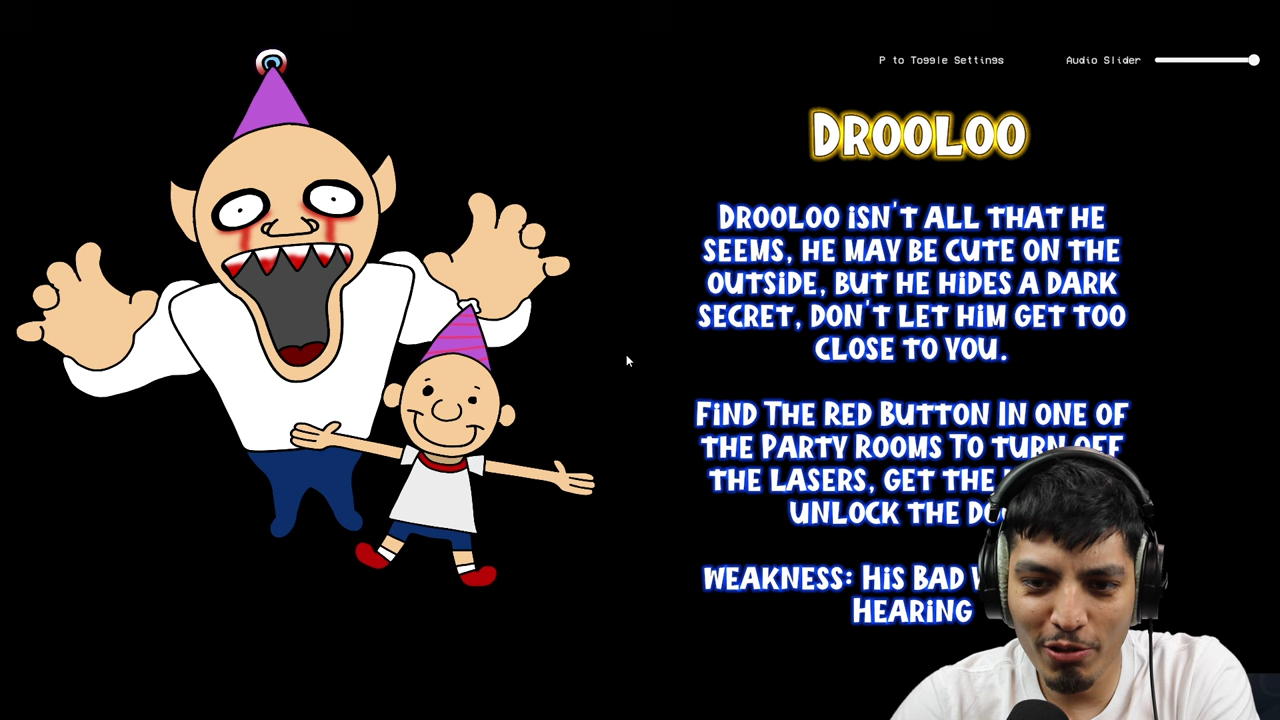 P to Toggle Settings
Audio Slider
DROOLOO
DROOLOO iSN'T ALL THAT HE
SEEMS, HE MAY BE CUTE ON THE
OUTSiDE, BUT HE HiDES A DARK
SECRET, DON'T LET HiM GET TOO
CLOSE TO YOU.
FiND THE RED BUTTON IN ONE OF
THE PARTY ROOMS TO TURN OFF
THE LASERS, GET THE
UNLOCK THE
WEAKNESS: HiS BAD
HEARiNG